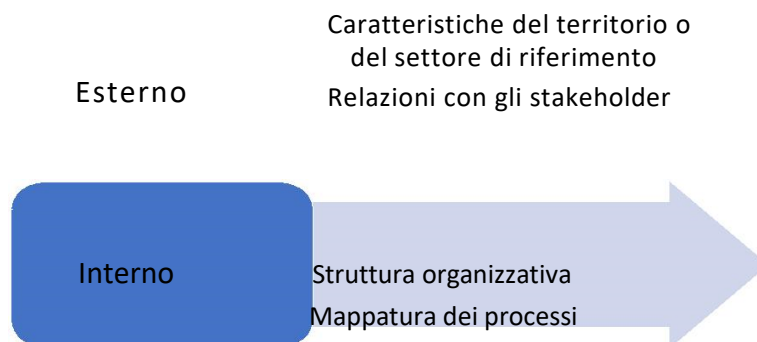 Esterno
Caratteristiche del territorio o
del settore di riferimento
Relazioni con gli stakeholder
Interno
Struttura organizzativa
Mappatura dei processi